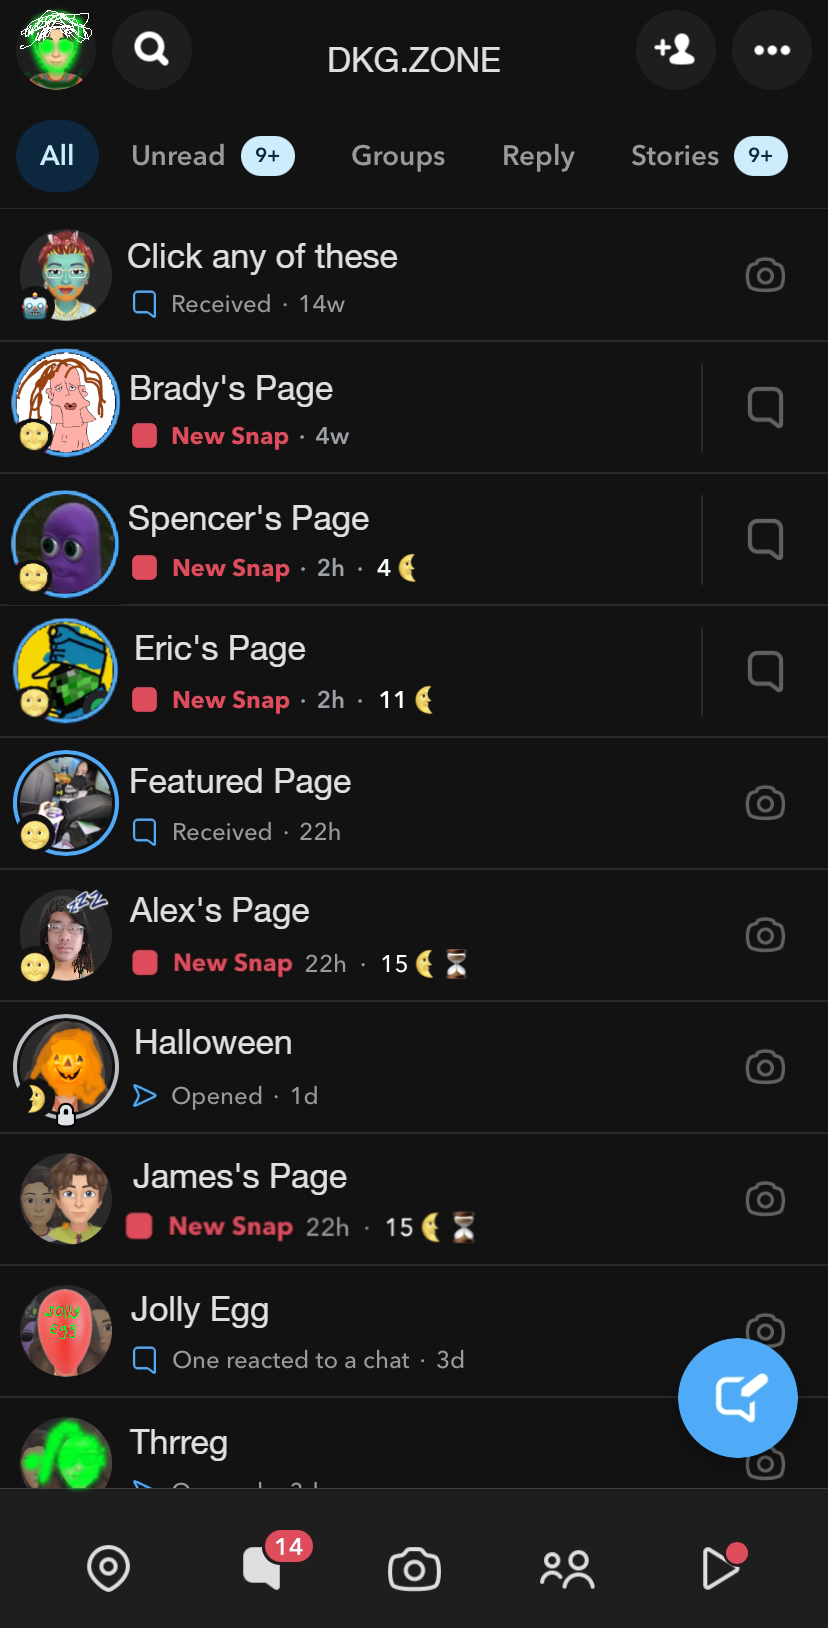 DKG.ZONE
All Unread 9+ Groups Reply Stories 9+
Click any of these
Received · 14w
Brady's Page
New Snap · 4w
Spencer's Page
New Snap · 2h · 4
Eric's Page
New Snap · 2h · 11
Featured Page
Received · 22h
Alex's Page
New Snap 22h · 15
Halloween
Opened · 1d
James's Page
New Snap 22h · 15
Jolly Egg
Jolly
Egg
One reacted to a chat · 3d
Thrreg
14